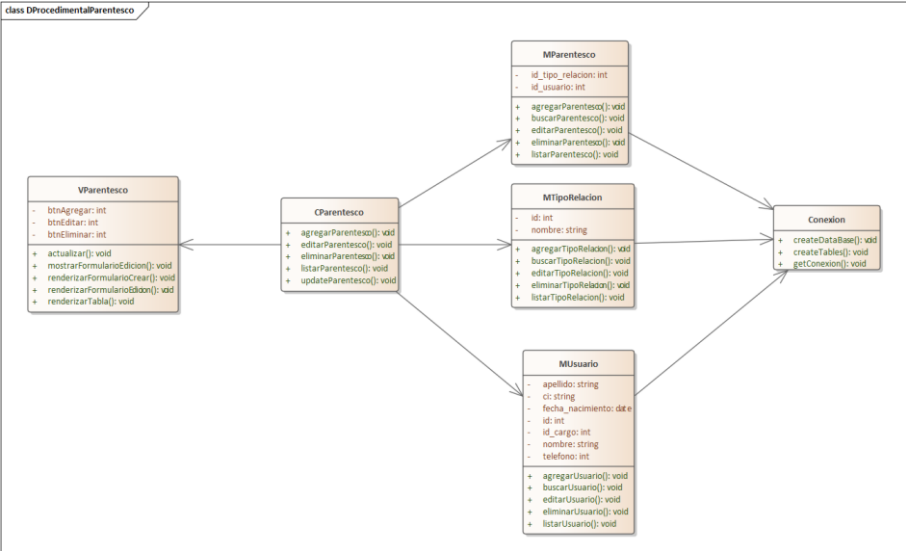 class DProcedimentalParentesco
VParentesco
- btnAgregar: int
- btnEditar: int
- btnEliminar: int
+ actualizar(): void
+ mostrarFormularioEdicion(): void
+ renderizarFormularioCrear(): void
+ renderizarFormularioEdicion(): void
+ renderizarTabla(): void
CParentesco
+ agregarParentesco(): void
+ editarParentesco(): void
+ eliminarParentesco(): void
+ listarParentesco(): void
+ updateParentesco(): void
MParentesco
- id_tipo_relacion: int
- id_usuario: int
+ agregarParentesco(): void
+ buscarParentesco(): void
+ editarParentesco(): void
+ eliminarParentesco(): void
+ listarParentesco(): void
MTipoRelacion
- id: int
- nombre: string
+ agregarTipoRelacion(): void
+ buscarTipoRelacion(): void
+ editarTipoRelacion(): void
+ eliminarTipoRelacion(): void
+ listarTipoRelacion(): void
MUsuario
- apellido: string
- ci: string
- fecha_nacimiento: date
- id: int
- id_cargo: int
- nombre: string
- telefono: int
+ agregarUsuario(): void
+ buscarUsuario(): void
+ editarUsuario(): void
+ eliminarUsuario(): void
+ listarUsuario(): void
Conexion
+ createDataBase(): void
+ createTables(): void
+ getConexion(): void